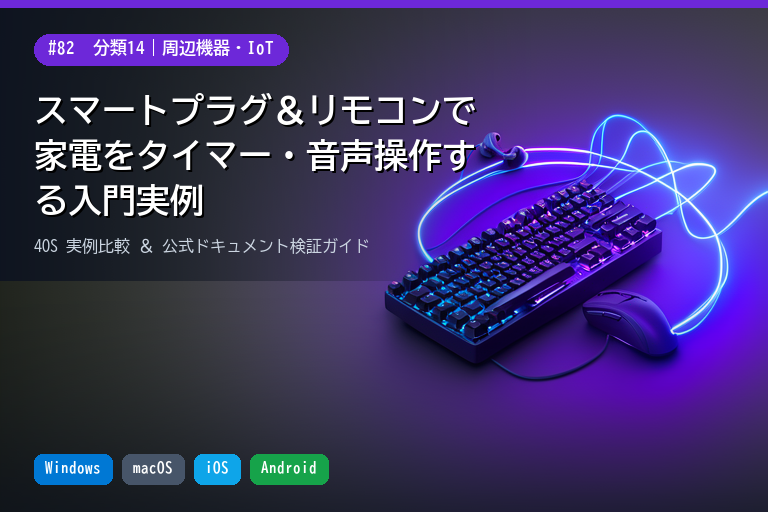 #82 分類14｜周辺機器・IoT
スマートプラグ＆リモコンで
家電をタイマー・音声操作す
る入門実例
4OS 実例比較 ＆ 公式ドキュメント検証ガイド
Windows
macOS
iOS
Android